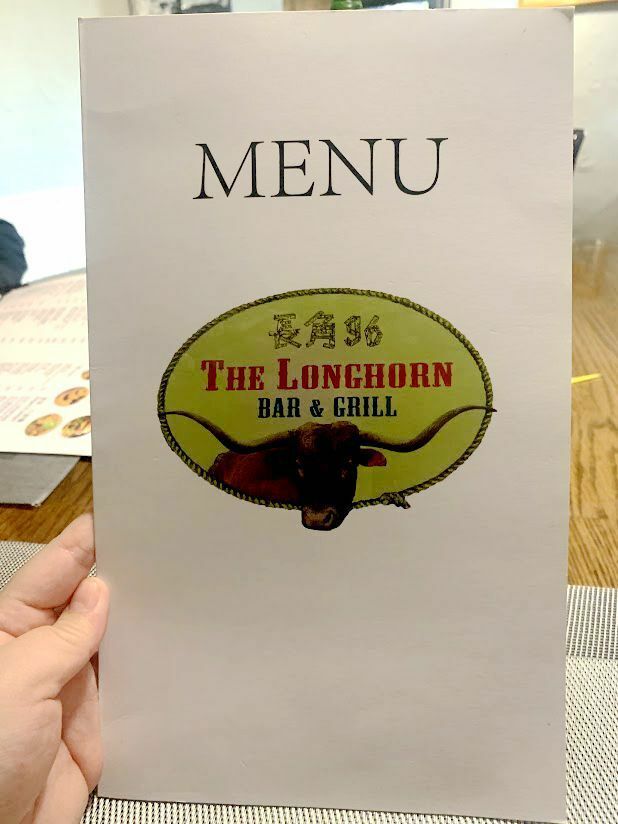 MENU
長角96
THE LONGHORN
BAR & GRILL